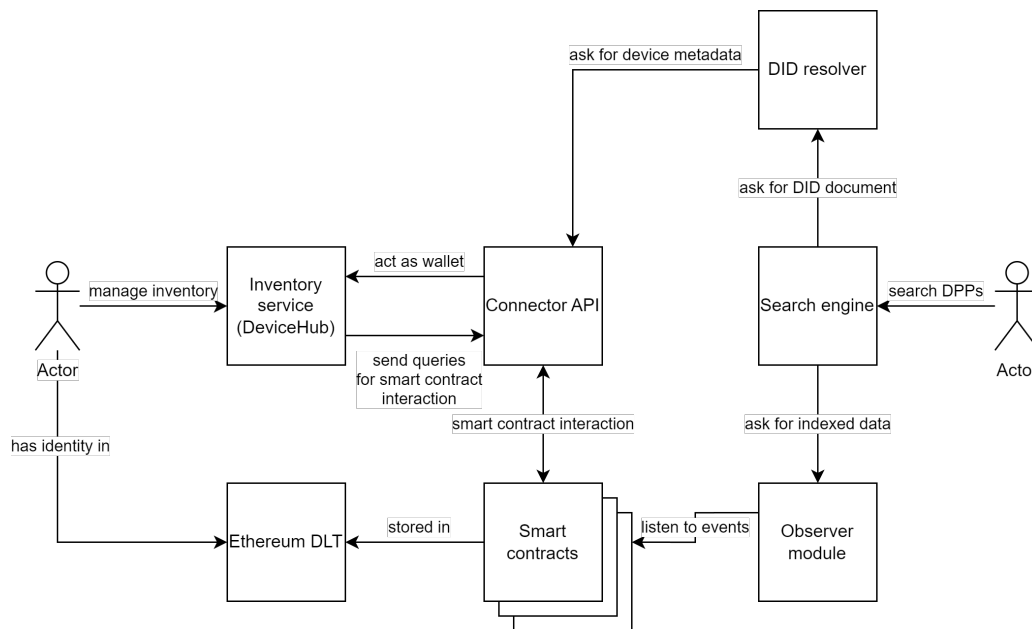 ask for device metadata
DID resolver
ask for DID document
act as wallet
manage inventory
Inventory
service
(DeviceHub)
Connector API
Search engine
search DPPs
send queries
for smart contract
interaction
Actor
Acto
has identity in
smart contract interaction
ask for indexed data
Ethereum DLT
stored in
Smart
contracts
listen to events
Observer
module